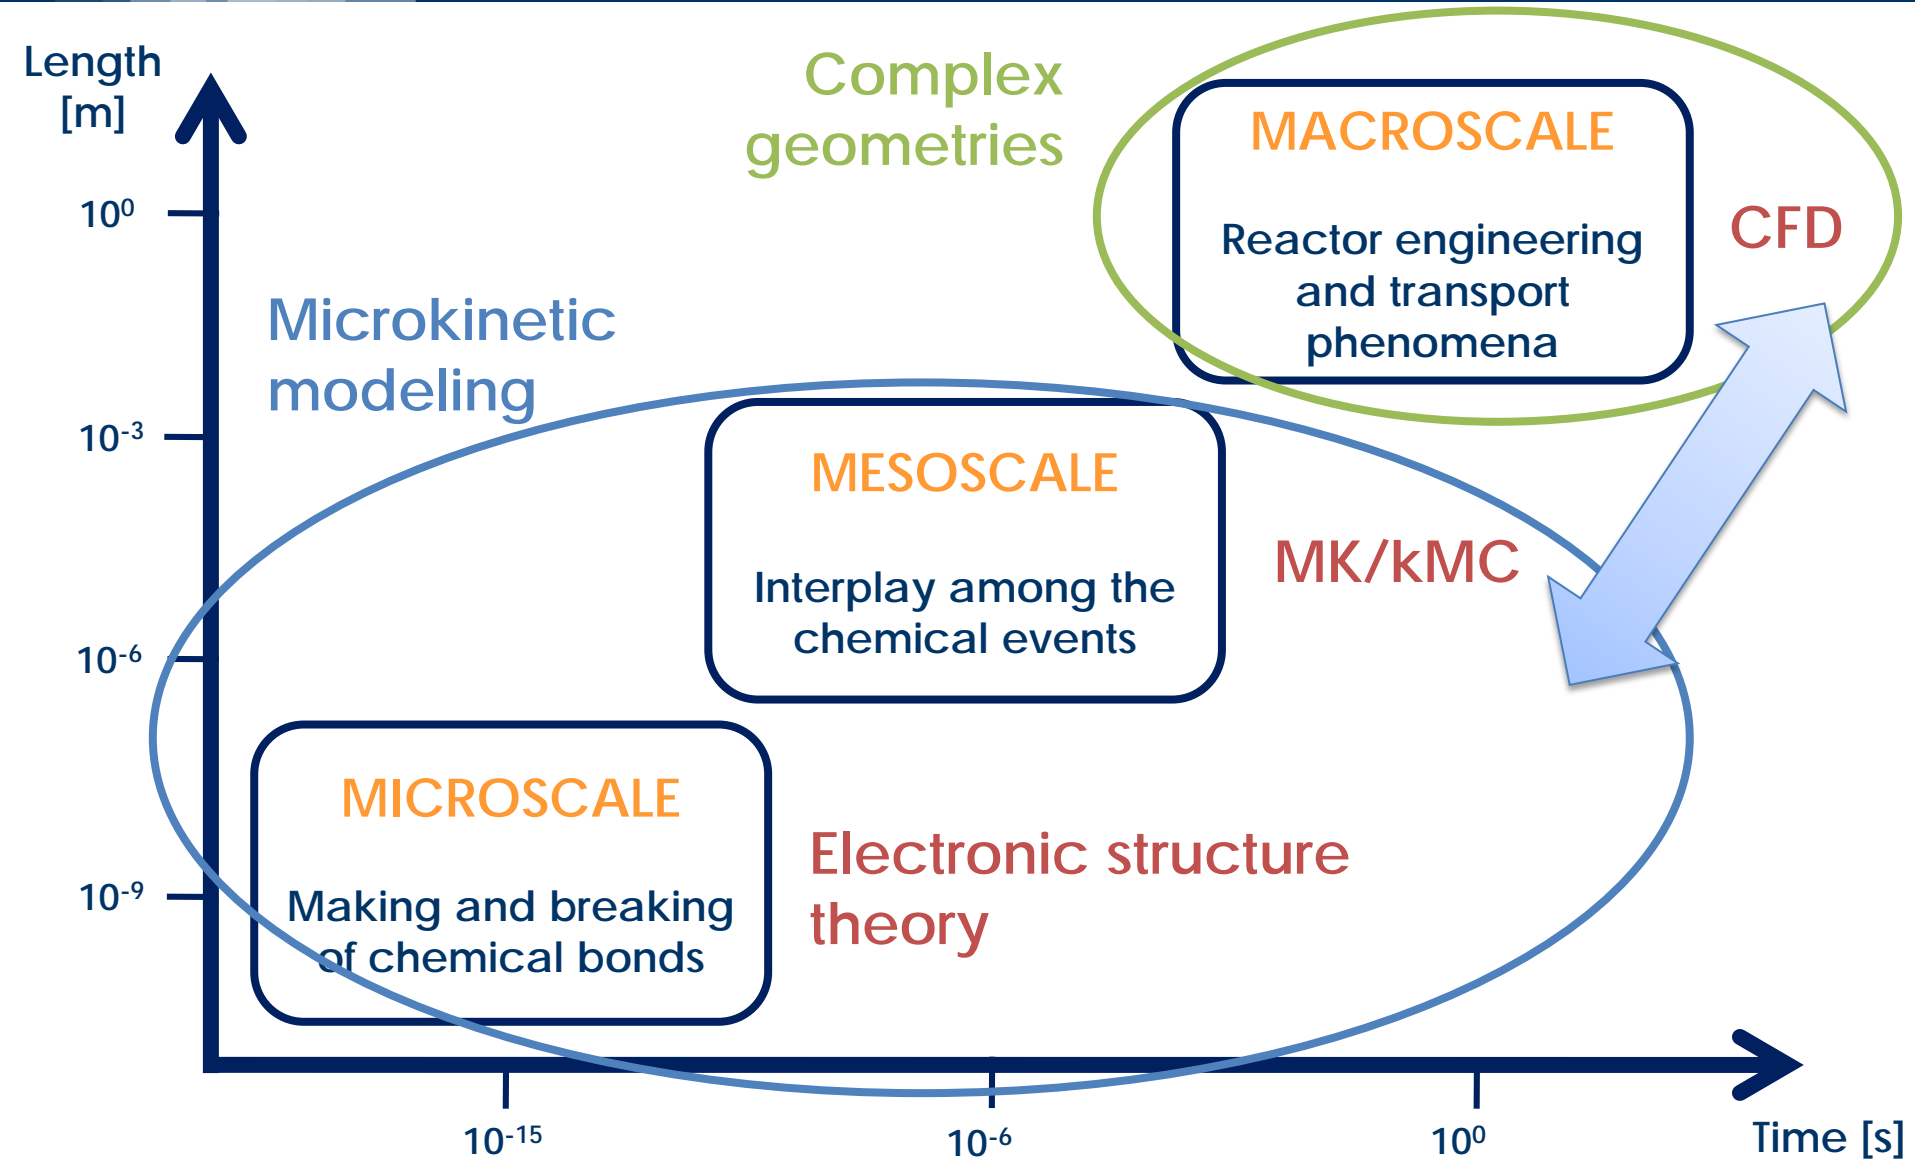 Length
[m]
Complex
geometries
MACROSCALE
Reactor engineering
and transport
phenomena
CFD
10⁰
Microkinetic
modeling
10⁻³
MESOSCALE
Interplay among the
chemical events
MK/kMC
10⁻⁶
MICROSCALE
Making and breaking
of chemical bonds
Electronic structure
theory
10⁻⁹
10⁻¹⁵
10⁻⁶
10⁰
Time [s]